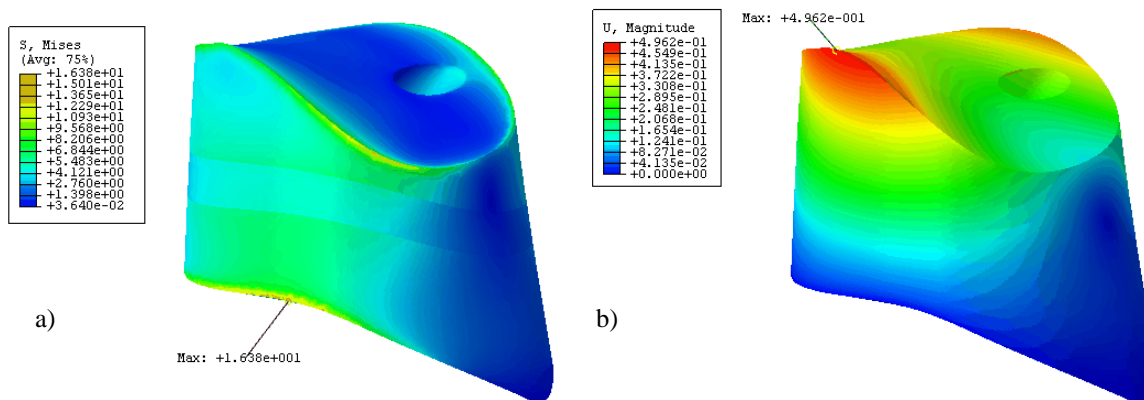 S, Mises
(Avg: 75%)
+1.638e+01
+1.501e+01
+1.365e+01
+1.229e+01
+1.093e+01
+9.568e+00
+8.206e+00
+6.844e+00
+5.483e+00
+4.121e+00
+2.760e+00
+1.398e+00
+3.640e-02
a)
Max: +1.638e+001
Max: +4.962e-001
U, Magnitude
+4.962e-01
+4.549e-01
+4.135e-01
+3.722e-01
+3.308e-01
+2.895e-01
+2.481e-01
+2.068e-01
+1.654e-01
+1.241e-01
+8.271e-02
+4.135e-02
+0.000e+00
b)